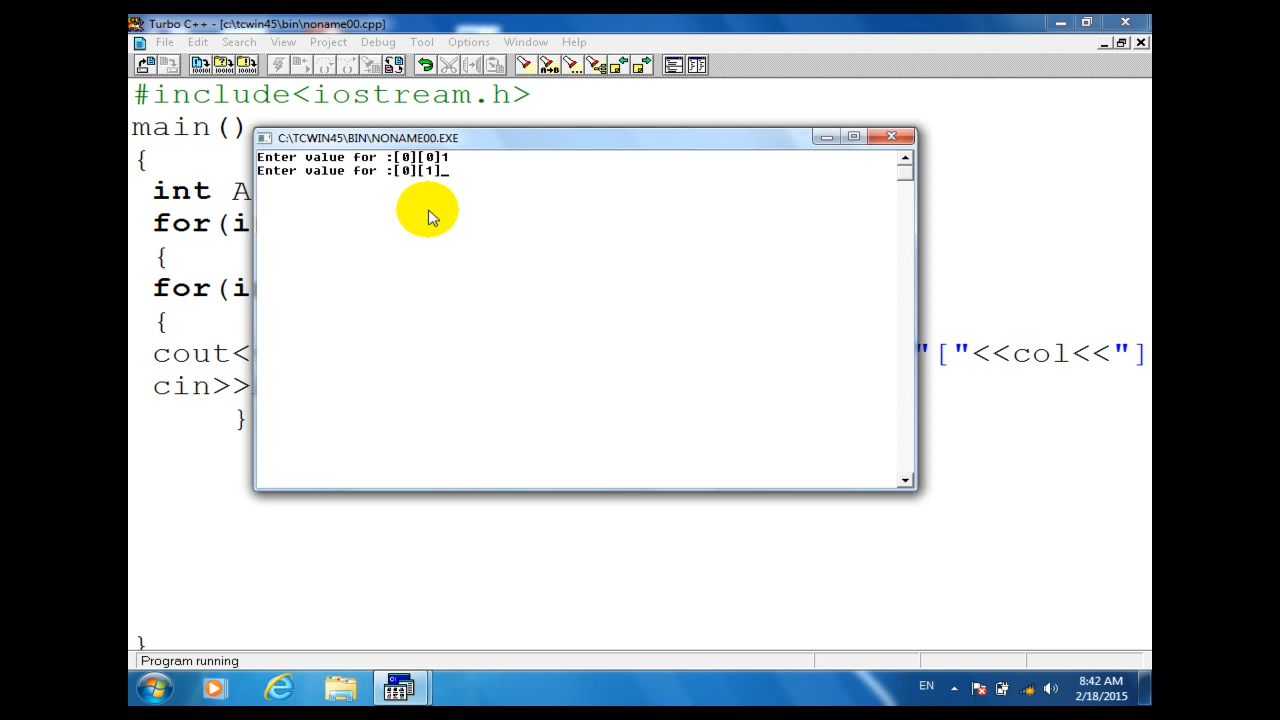 Turbo C++ - [c:\tcwin45\bin\noname00.cpp]
File Edit Search View Project Debug Tool Options Window Help
#include<iostream.h>
main()
C:\TCWIN45\BIN\NONAME00.EXE
{
Enter value for :[0][0]1
Enter value for :[0][1]_
int A
for(i
{
for(i
{
cout< "["<<col<<"]
cin>>
}
}
Program running
EN
8:42 AM
2/18/2015